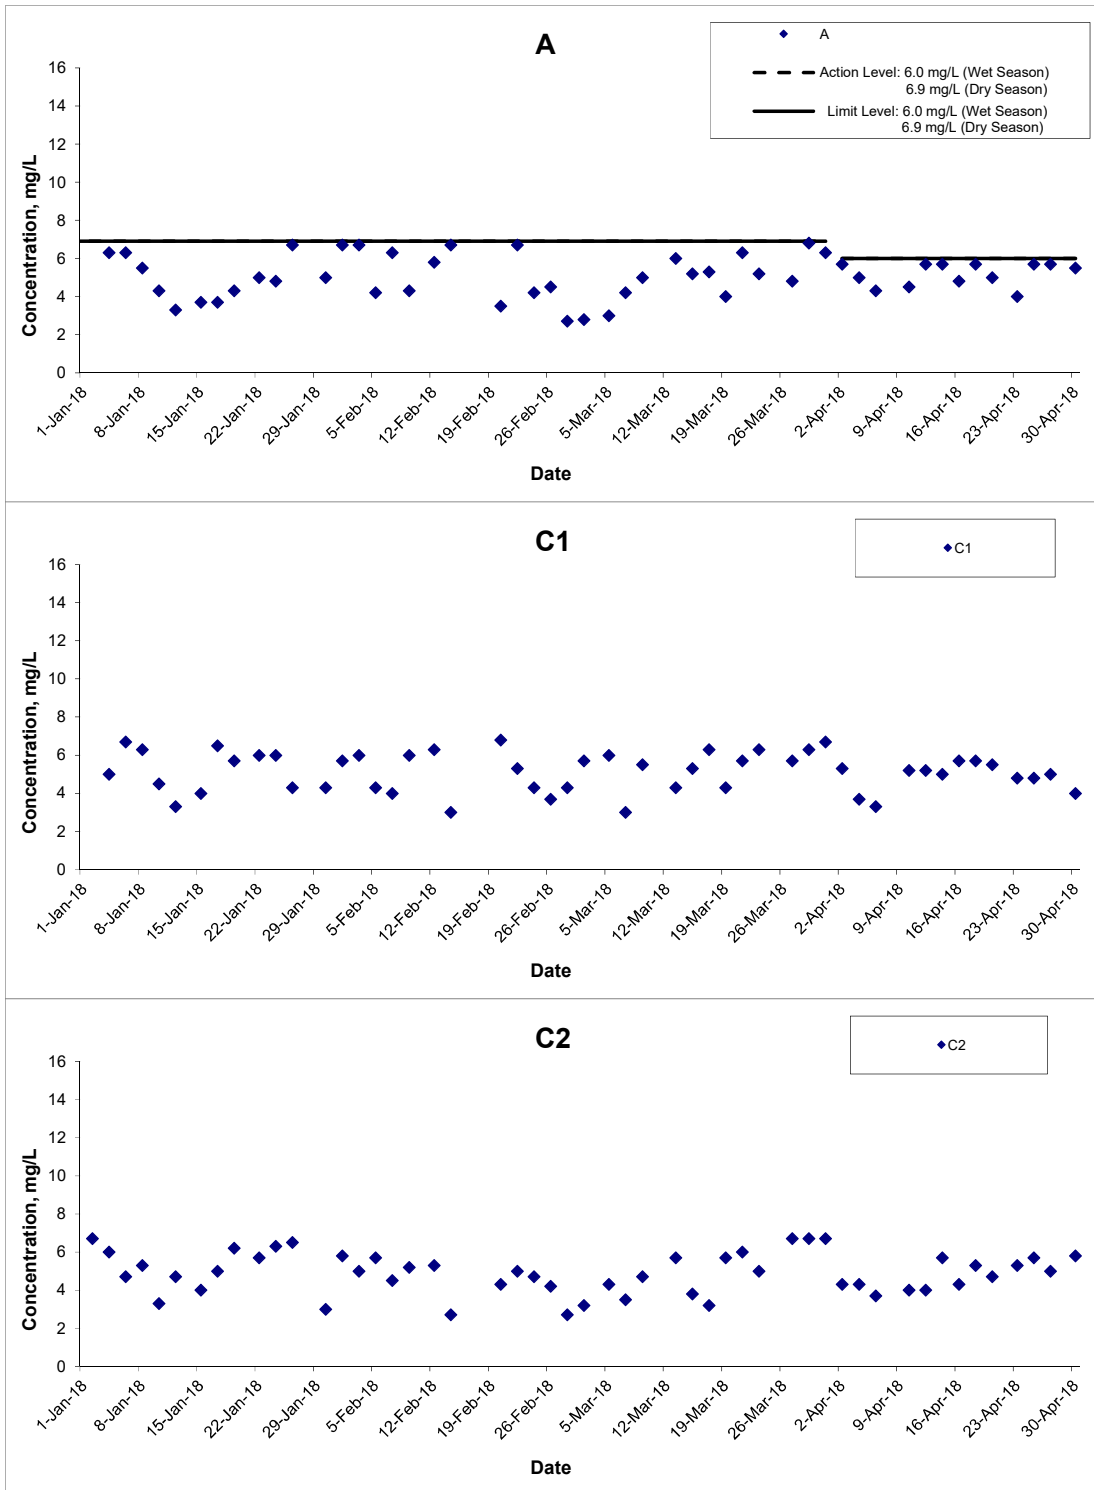 A
A
Action Level: 6.0 mg/L (Wet Season)
6.9 mg/L (Dry Season)
Limit Level: 6.0 mg/L (Wet Season)
6.9 mg/L (Dry Season)
Concentration, mg/L
16
14
12
10
8
6
4
2
0
1-Jan-18
8-Jan-18
15-Jan-18
22-Jan-18
29-Jan-18
5-Feb-18
12-Feb-18
19-Feb-18
26-Feb-18
5-Mar-18
12-Mar-18
19-Mar-18
26-Mar-18
2-Apr-18
9-Apr-18
16-Apr-18
23-Apr-18
30-Apr-18
Date
C1
C1
Concentration, mg/L
16
14
12
10
8
6
4
2
0
1-Jan-18
8-Jan-18
15-Jan-18
22-Jan-18
29-Jan-18
5-Feb-18
12-Feb-18
19-Feb-18
26-Feb-18
5-Mar-18
12-Mar-18
19-Mar-18
26-Mar-18
2-Apr-18
9-Apr-18
16-Apr-18
23-Apr-18
30-Apr-18
Date
C2
C2
Concentration, mg/L
16
14
12
10
8
6
4
2
0
1-Jan-18
8-Jan-18
15-Jan-18
22-Jan-18
29-Jan-18
5-Feb-18
12-Feb-18
19-Feb-18
26-Feb-18
5-Mar-18
12-Mar-18
19-Mar-18
26-Mar-18
2-Apr-18
9-Apr-18
16-Apr-18
23-Apr-18
30-Apr-18
Date